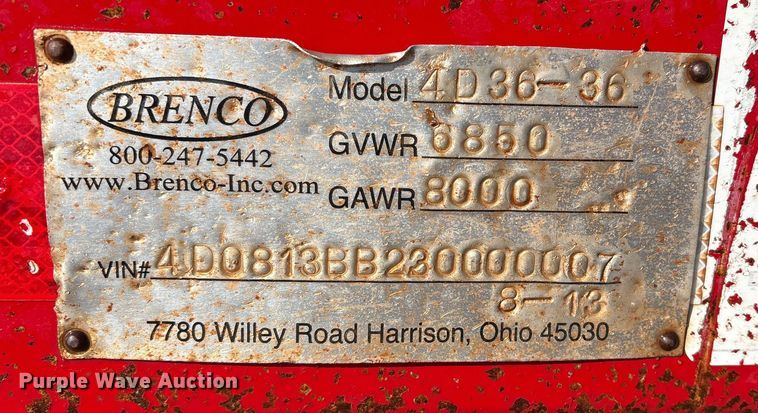 BRENCO
800-247-5442
www.Brenco-Inc.com
Model 4D36-36
GVWR 6850
GAWR 8000
VIN# 4D0813BB220000007
8-13
7780 Willey Road Harrison, Ohio 45030
Purple Wave Auction